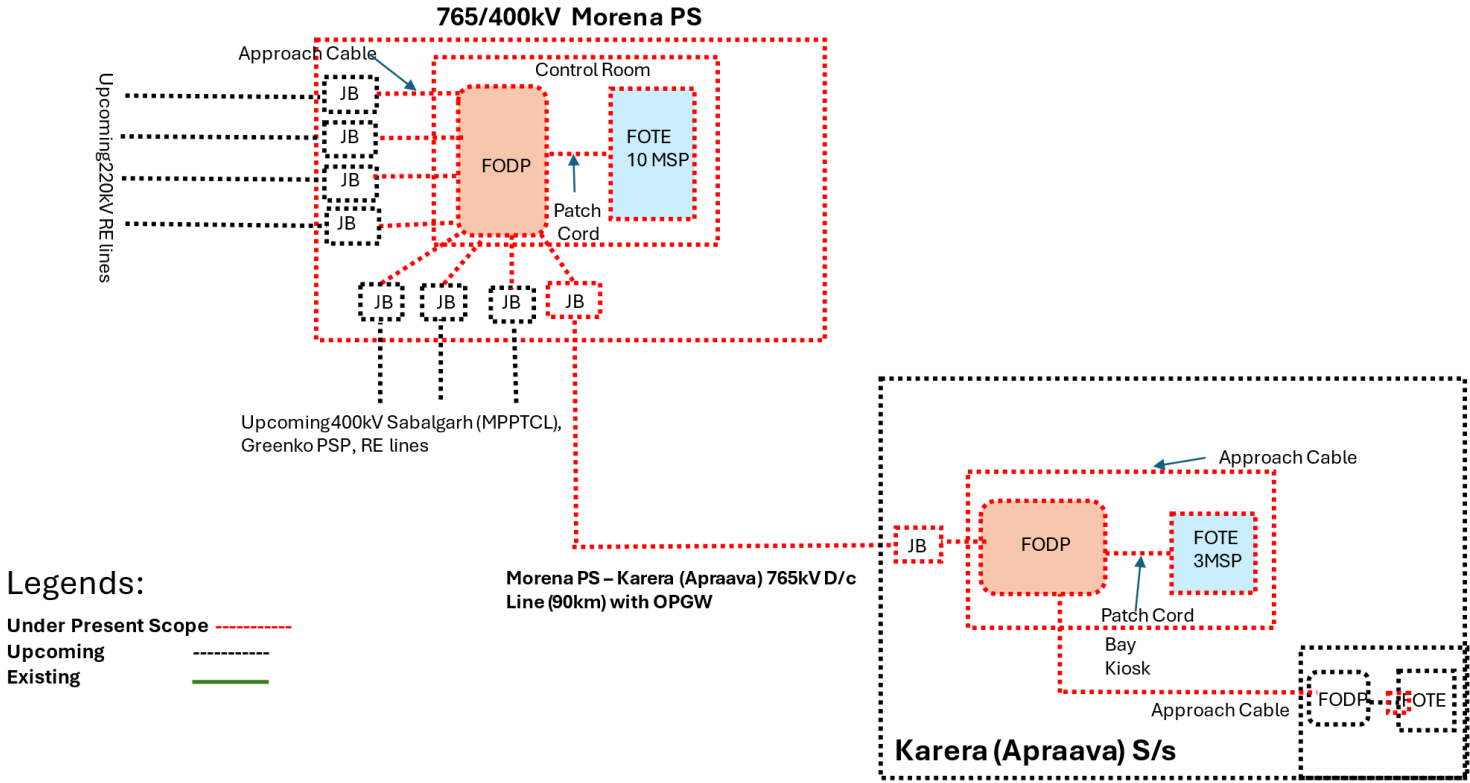 765/400kV Morena PS
Approach Cable
Control Room
Upcoming220kV RE lines
JB
JB
JB
JB
FODP
FOTE
10 MSP
Patch
Cord
JB
JB
JB
JB
Upcoming400kV Sabalgarh (MPPTCL),
Greenko PSP, RE lines
Approach Cable
JB
FODP
FOTE
3MSP
Morena PS – Karera (Apraava) 765kV D/c
Line (90km) with OPGW
Patch Cord
Bay
Kiosk
Legends:
Under Present Scope
Upcoming
Existing
FODP
FOTE
Approach Cable
Karera (Apraava) S/s